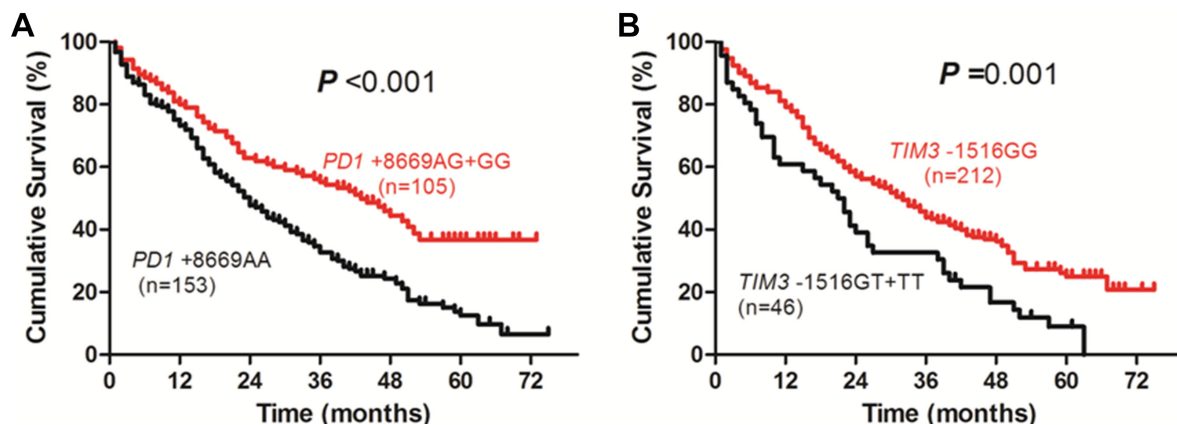 A
P <0.001
PD1 +8669AG+GG
(n=105)
PD1 +8669AA
(n=153)
Cumulative Survival (%)
100
80
60
40
20
0
0 12 24 36 48 60 72
Time (months)
B
P =0.001
TIM3 -1516GG
(n=212)
TIM3 -1516GT+TT
(n=46)
Cumulative Survival (%)
100
80
60
40
20
0
0 12 24 36 48 60 72
Time (months)